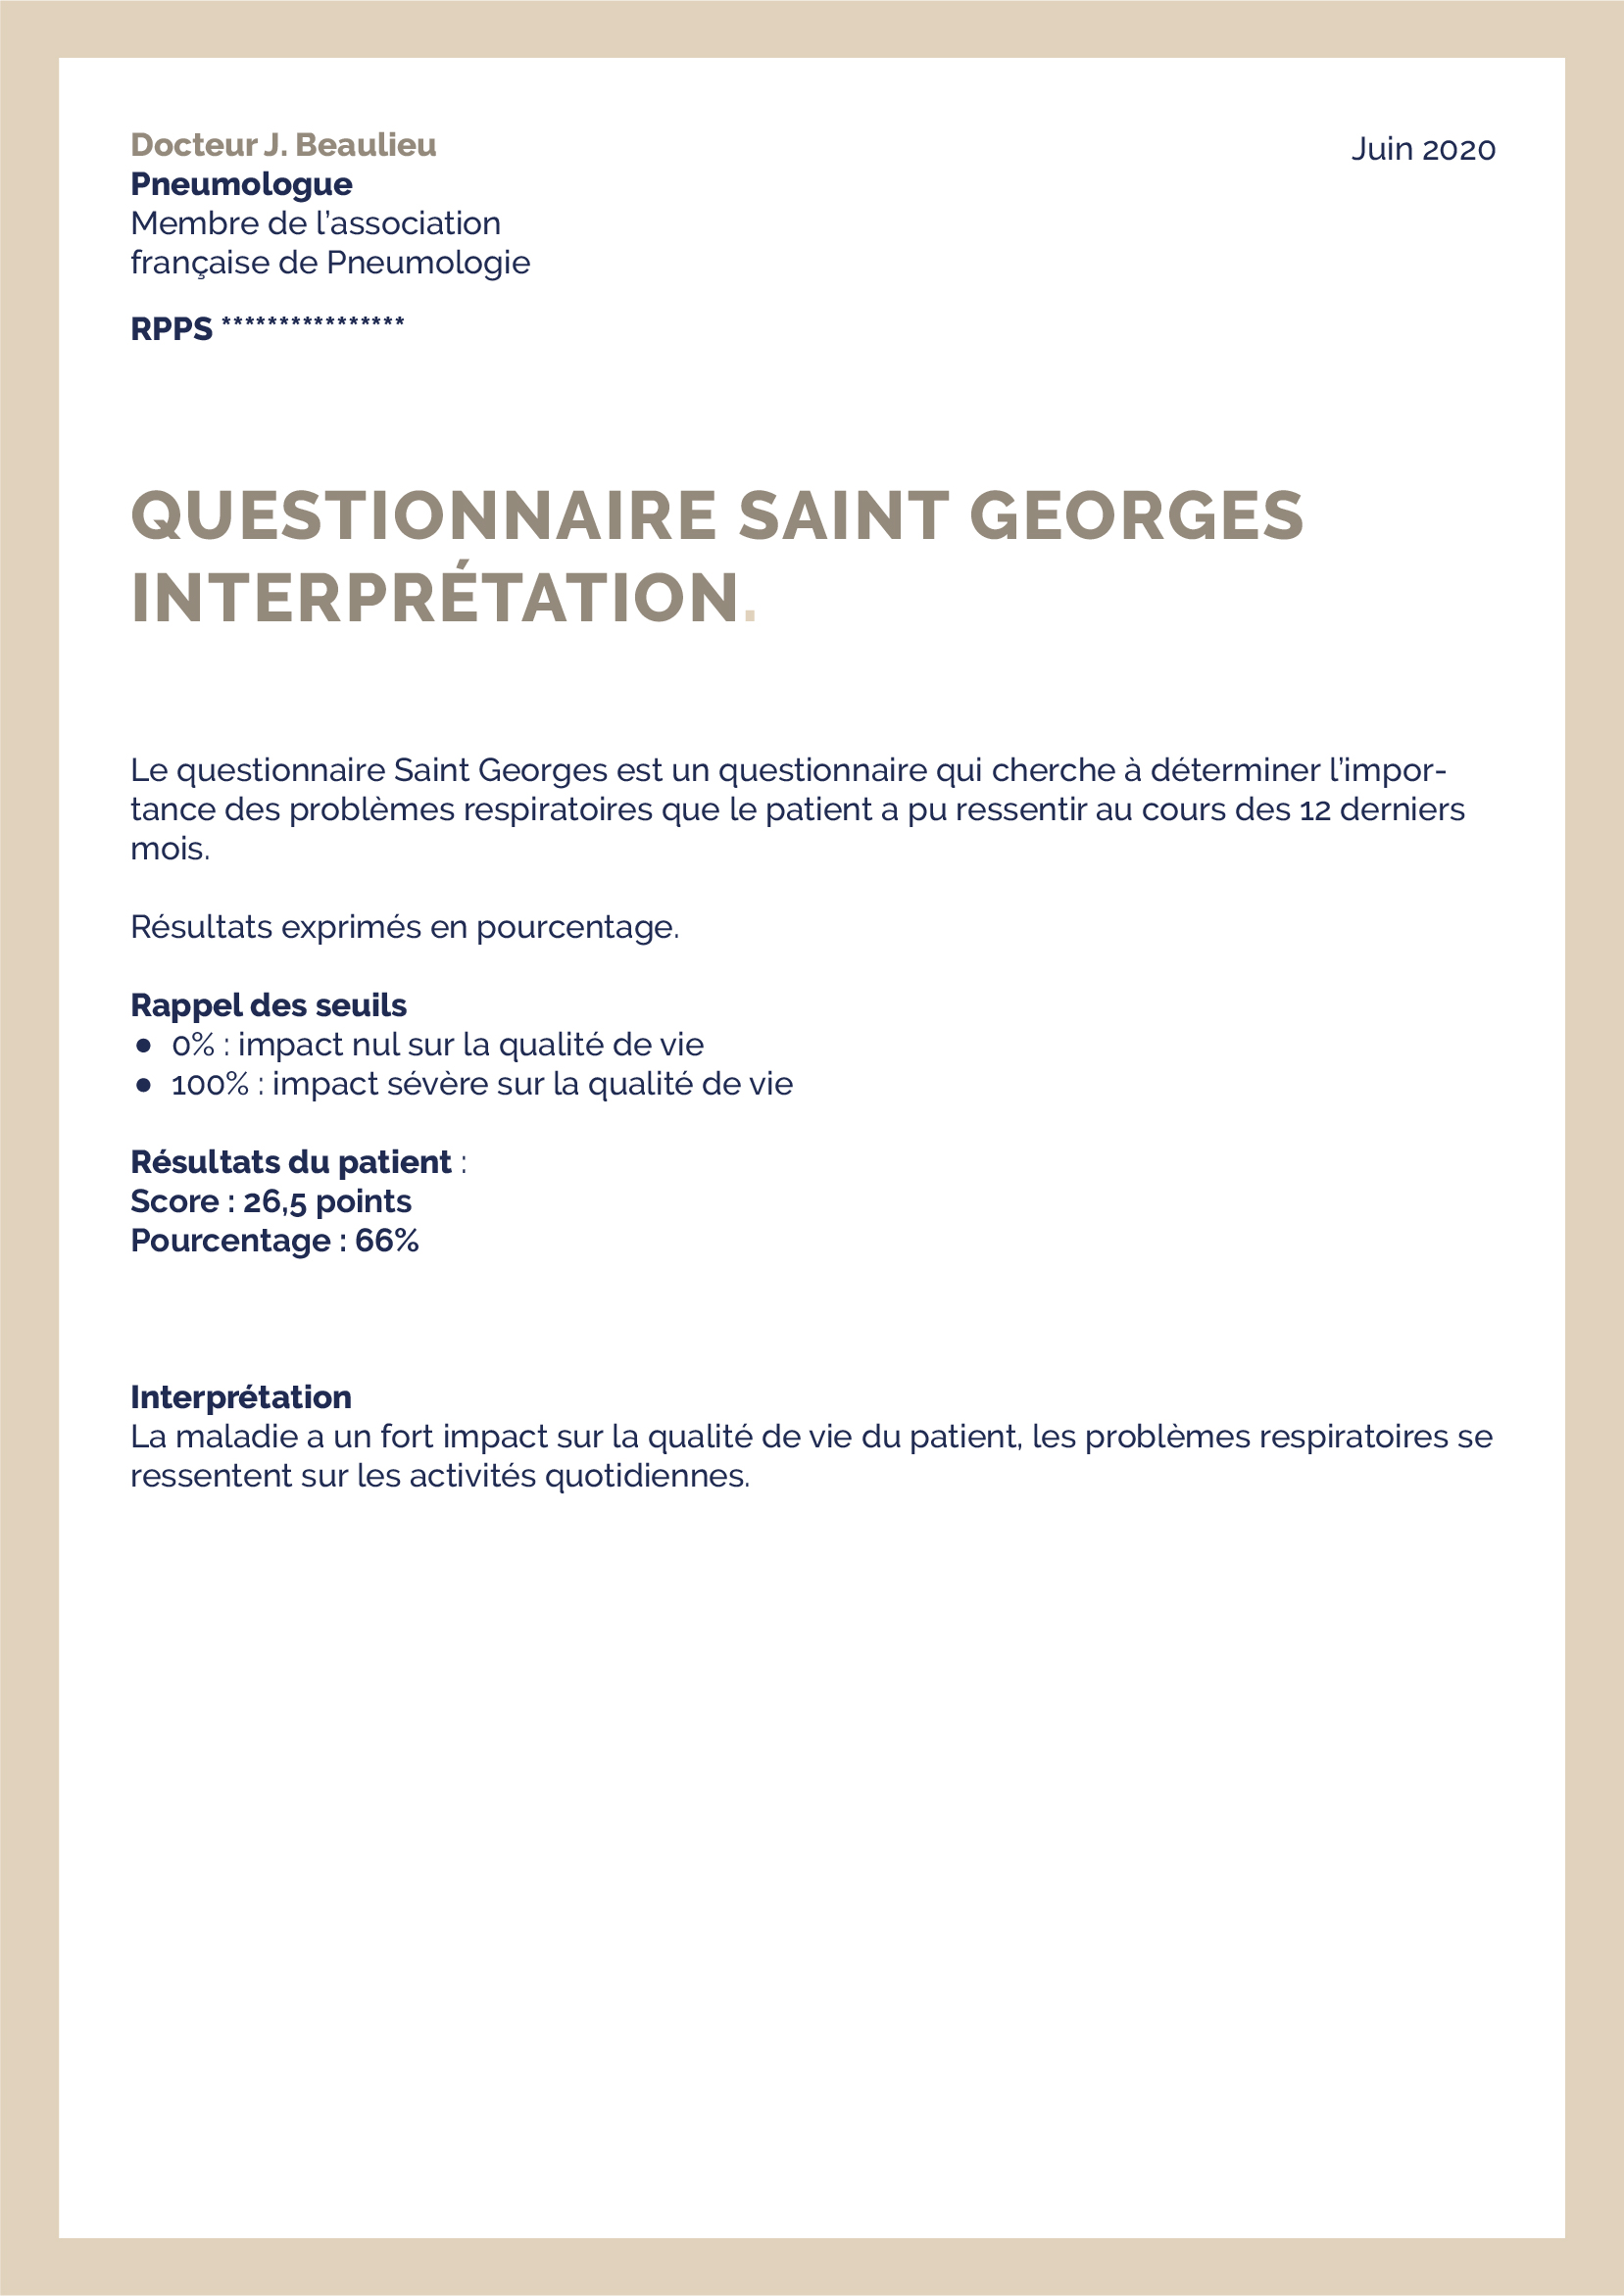 Docteur J. Beaulieu
Juin 2020
Pneumologue
Membre de l’association
française de Pneumologie
RPPS ****************
QUESTIONNAIRE SAINT GEORGES
INTERPRÉTATION.
Le questionnaire Saint Georges est un questionnaire qui cherche à déterminer l’impor-
tance des problèmes respiratoires que le patient a pu ressentir au cours des 12 derniers
mois.
Résultats exprimés en pourcentage.
Rappel des seuils
● 0% : impact nul sur la qualité de vie
● 100% : impact sévère sur la qualité de vie
Résultats du patient :
Score : 26,5 points
Pourcentage : 66%
Interprétation
La maladie a un fort impact sur la qualité de vie du patient, les problèmes respiratoires se
ressentent sur les activités quotidiennes.